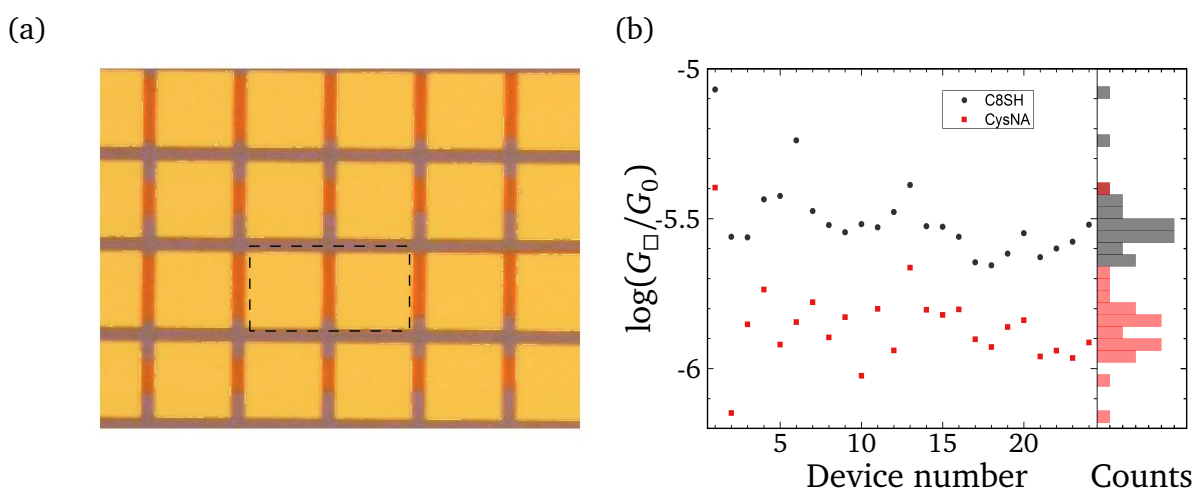 (a)
(b)
-5
-5.5
-6
log(G□/G₀)
C8SH
CysNA
5
10
15
20
Device number
Counts